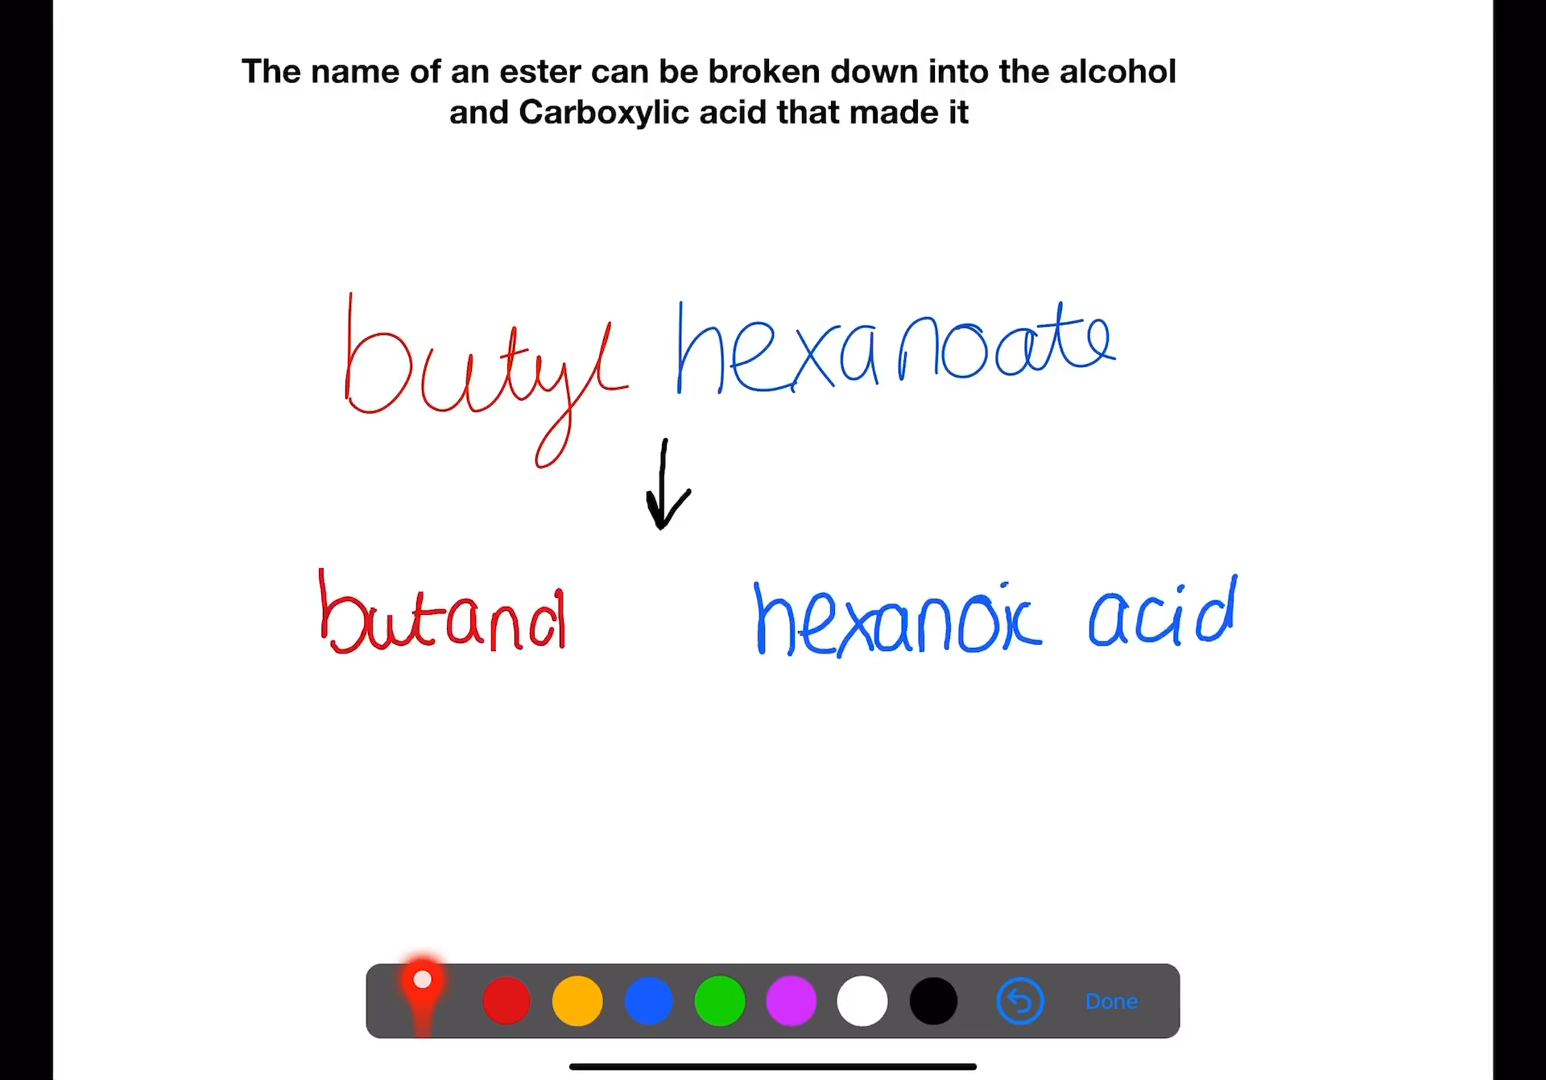 The name of an ester can be broken down into the alcohol
and Carboxylic acid that made it
butyl hexanoate
butanol hexanoic acid
Done